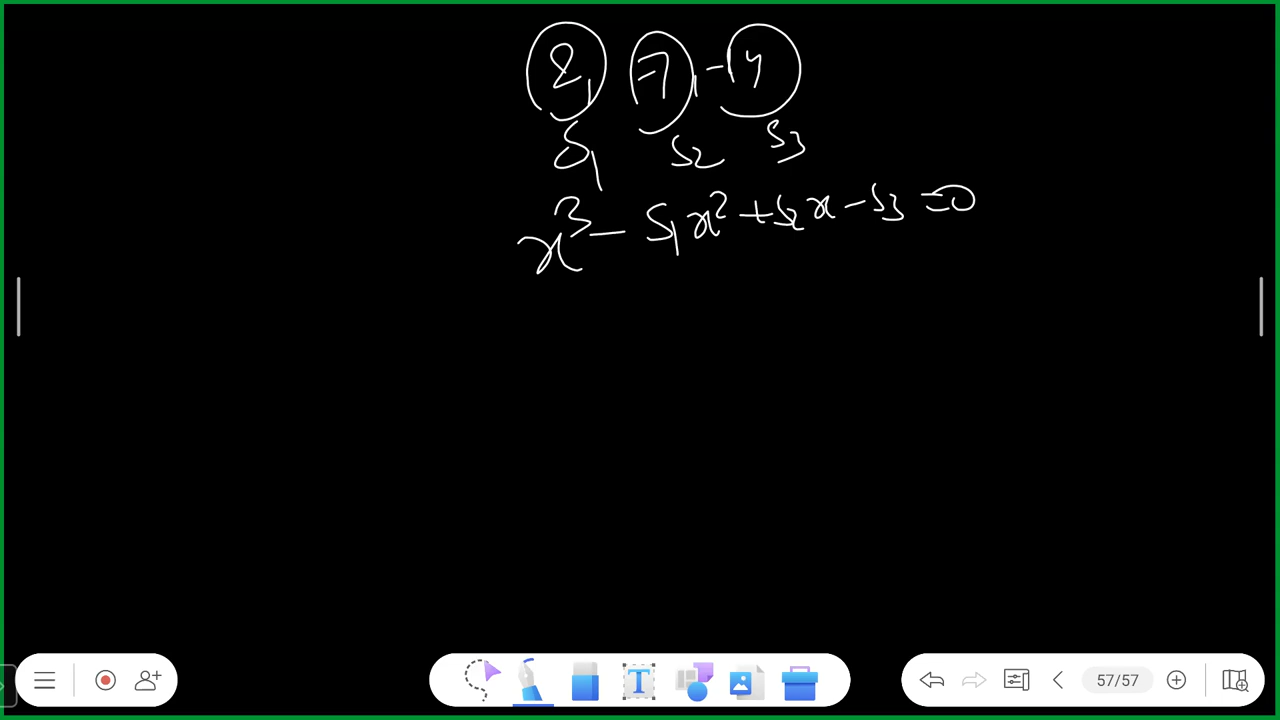 2, -7, -14
S1 S2 S3
x³ - S1x² + S2x - S3 = 0
T
57/57